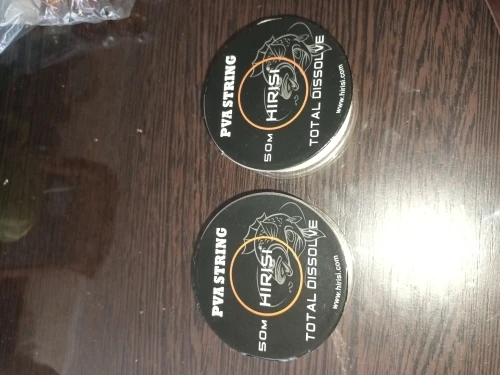 PVA STRING
50M HIRISI
TOTAL DISSOLVE
www.hirisi.com
PVA STRING
50M HIRISI
TOTAL DISSOLVE
www.hirisi.com